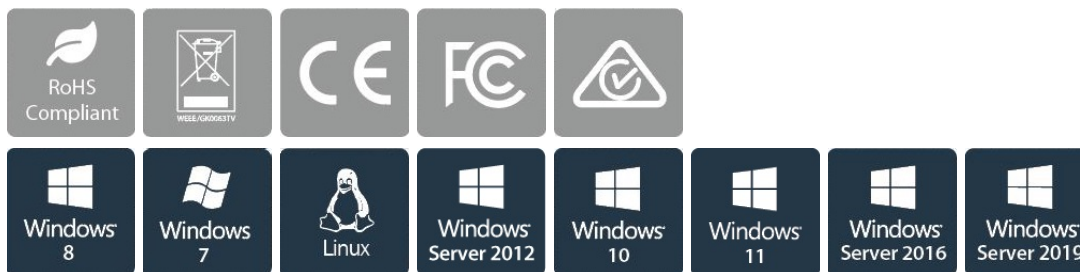 RoHS
Compliant
WEEE/GK0063TV
CE
FC
Windows
8
Windows
7
Linux
Windows
Server 2012
Windows
10
Windows
11
Windows
Server 2016
Windows
Server 2019